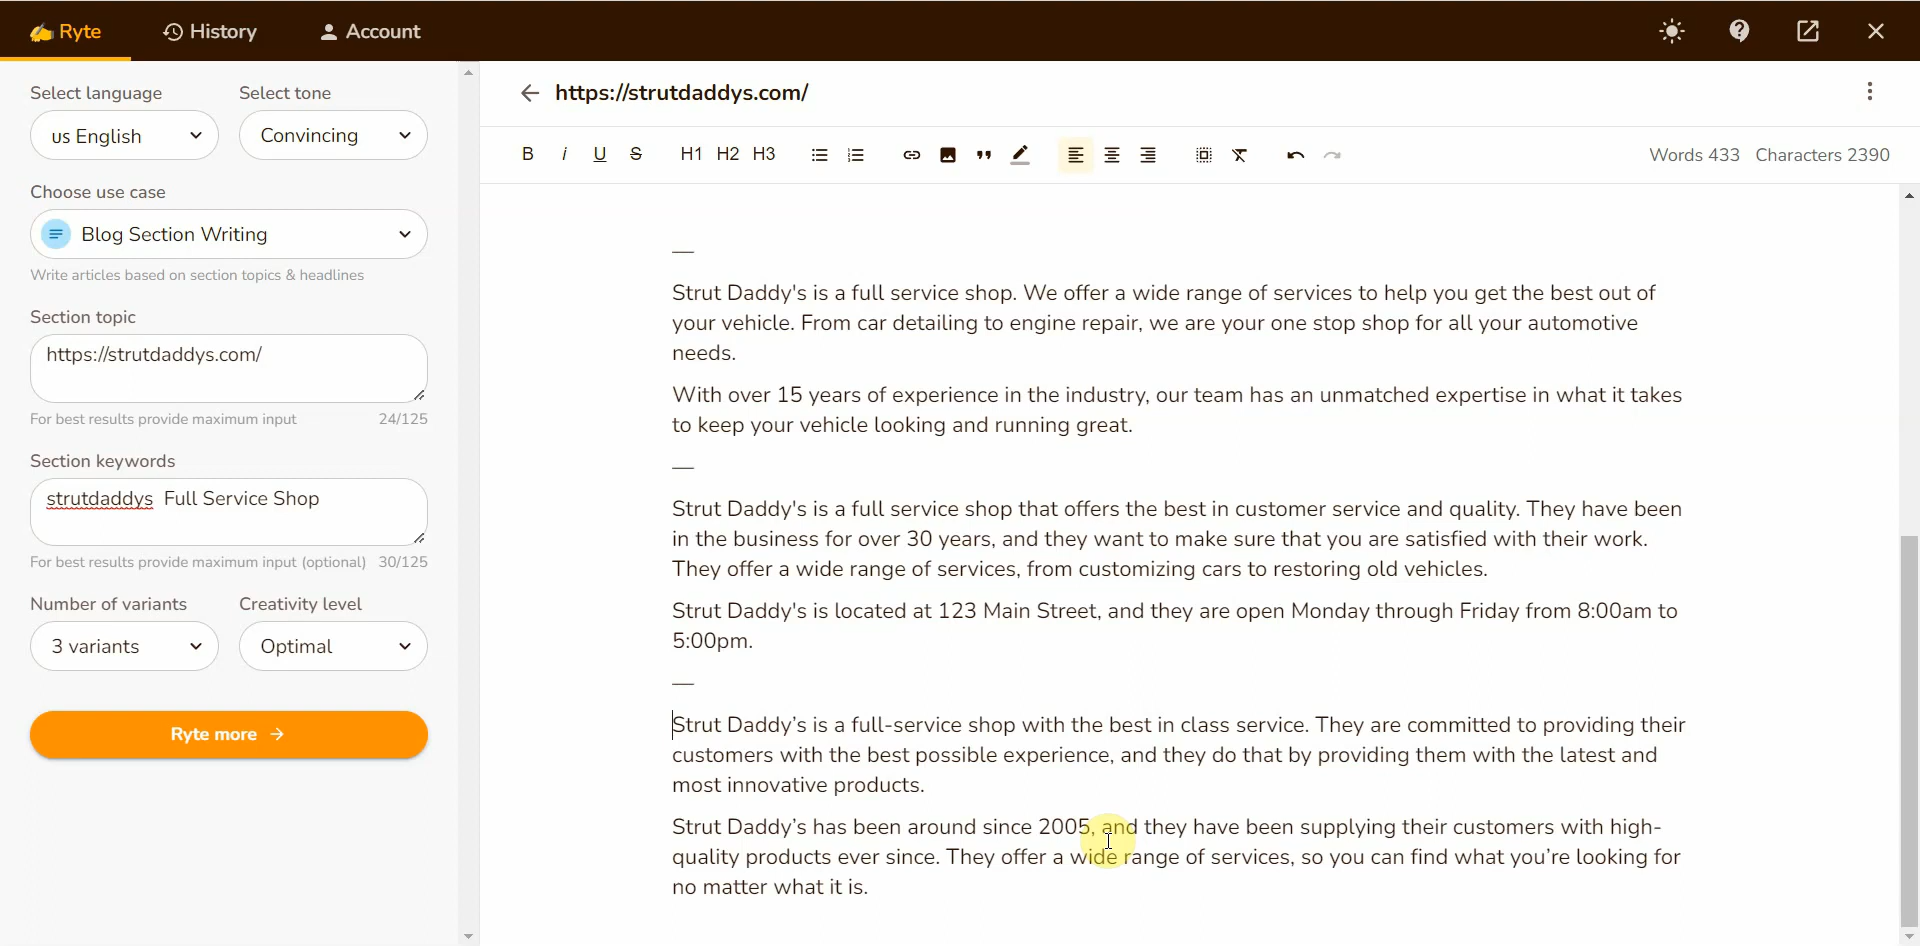 Ryte
History
Account
Select language
Select tone
us English
Convincing
Choose use case
Blog Section Writing
Write articles based on section topics & headlines
Section topic
https://strutdaddys.com/
For best results provide maximum input 24/125
Section keywords
strutdaddys Full Service Shop
For best results provide maximum input (optional) 30/125
Number of variants
Creativity level
3 variants
Optimal
Ryte more →
← https://strutdaddys.com/
B i U S H1 H2 H3
Words 433 Characters 2390
—
Strut Daddy's is a full service shop. We offer a wide range of services to help you get the best out of
your vehicle. From car detailing to engine repair, we are your one stop shop for all your automotive
needs.
With over 15 years of experience in the industry, our team has an unmatched expertise in what it takes
to keep your vehicle looking and running great.
—
Strut Daddy's is a full service shop that offers the best in customer service and quality. They have been
in the business for over 30 years, and they want to make sure that you are satisfied with their work.
They offer a wide range of services, from customizing cars to restoring old vehicles.
Strut Daddy's is located at 123 Main Street, and they are open Monday through Friday from 8:00am to
5:00pm.
—
Strut Daddy’s is a full-service shop with the best in class service. They are committed to providing their
customers with the best possible experience, and they do that by providing them with the latest and
most innovative products.
Strut Daddy’s has been around since 2005, and they have been supplying their customers with high-
quality products ever since. They offer a wide range of services, so you can find what you’re looking for
no matter what it is.